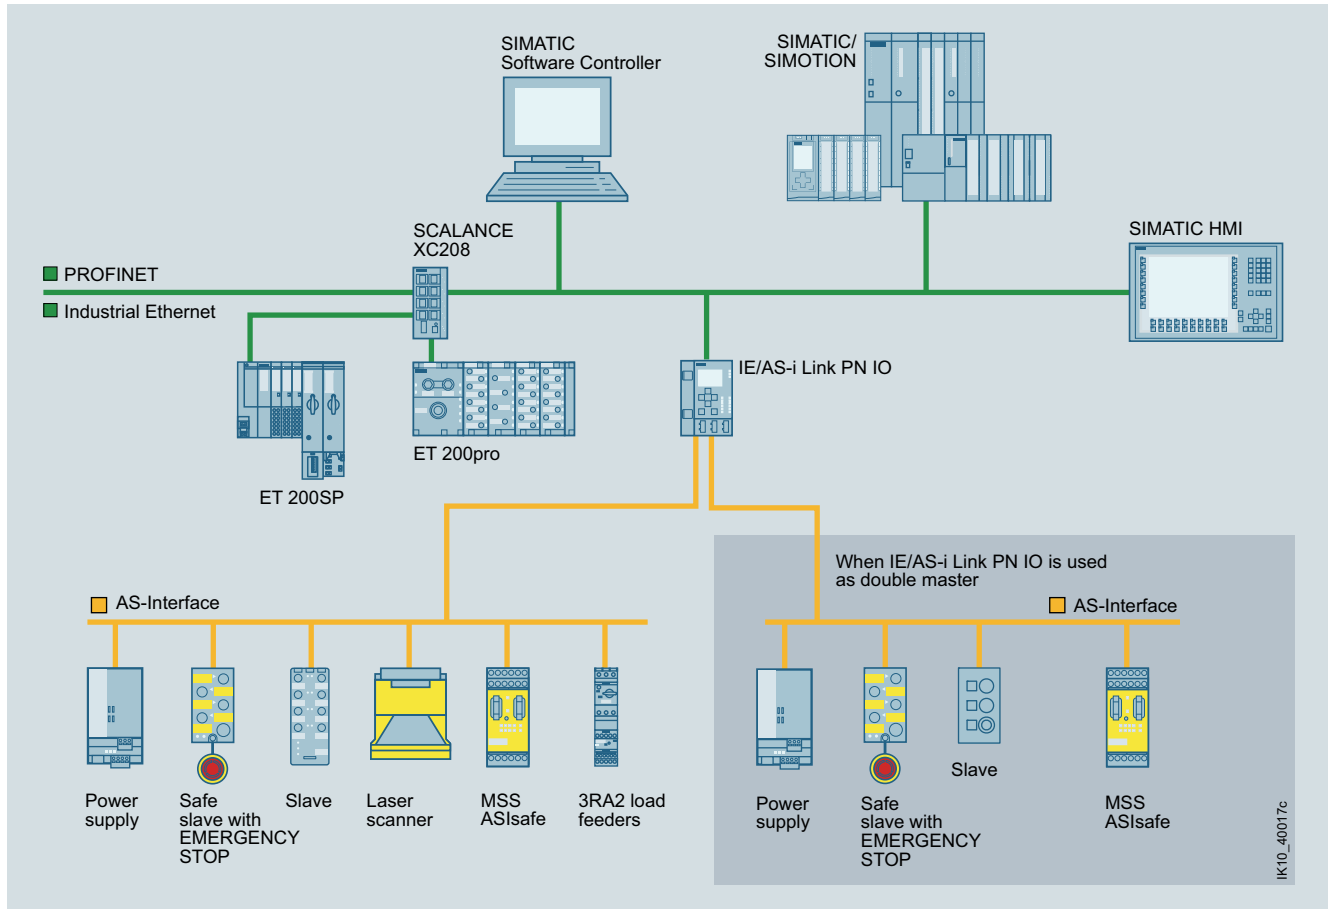 SIMATIC
Software Controller
SIMATIC/
SIMOTION
SCALANCE
XC208
SIMATIC HMI
PROFINET
Industrial Ethernet
IE/AS-i Link PN IO
ET 200pro
ET 200SP
When IE/AS-i Link PN IO is used
as double master
AS-Interface
AS-Interface
Power
supply
Safe
slave with
EMERGENCY
STOP
Slave
Laser
scanner
MSS
ASIsafe
3RA2 load
feeders
Power
supply
Safe
slave with
EMERGENCY
STOP
Slave
MSS
ASIsafe
IK10_40017c